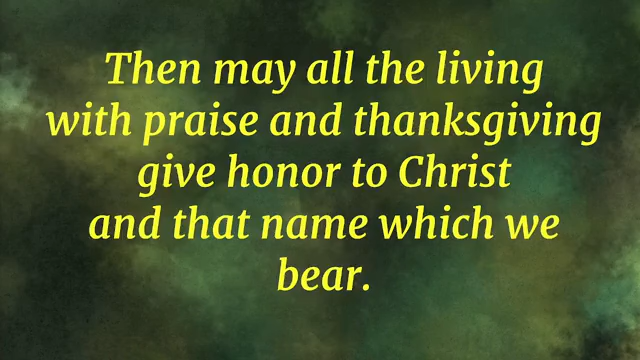 Then may all the living
with praise and thanksgiving
give honor to Christ
and that name which we
bear.